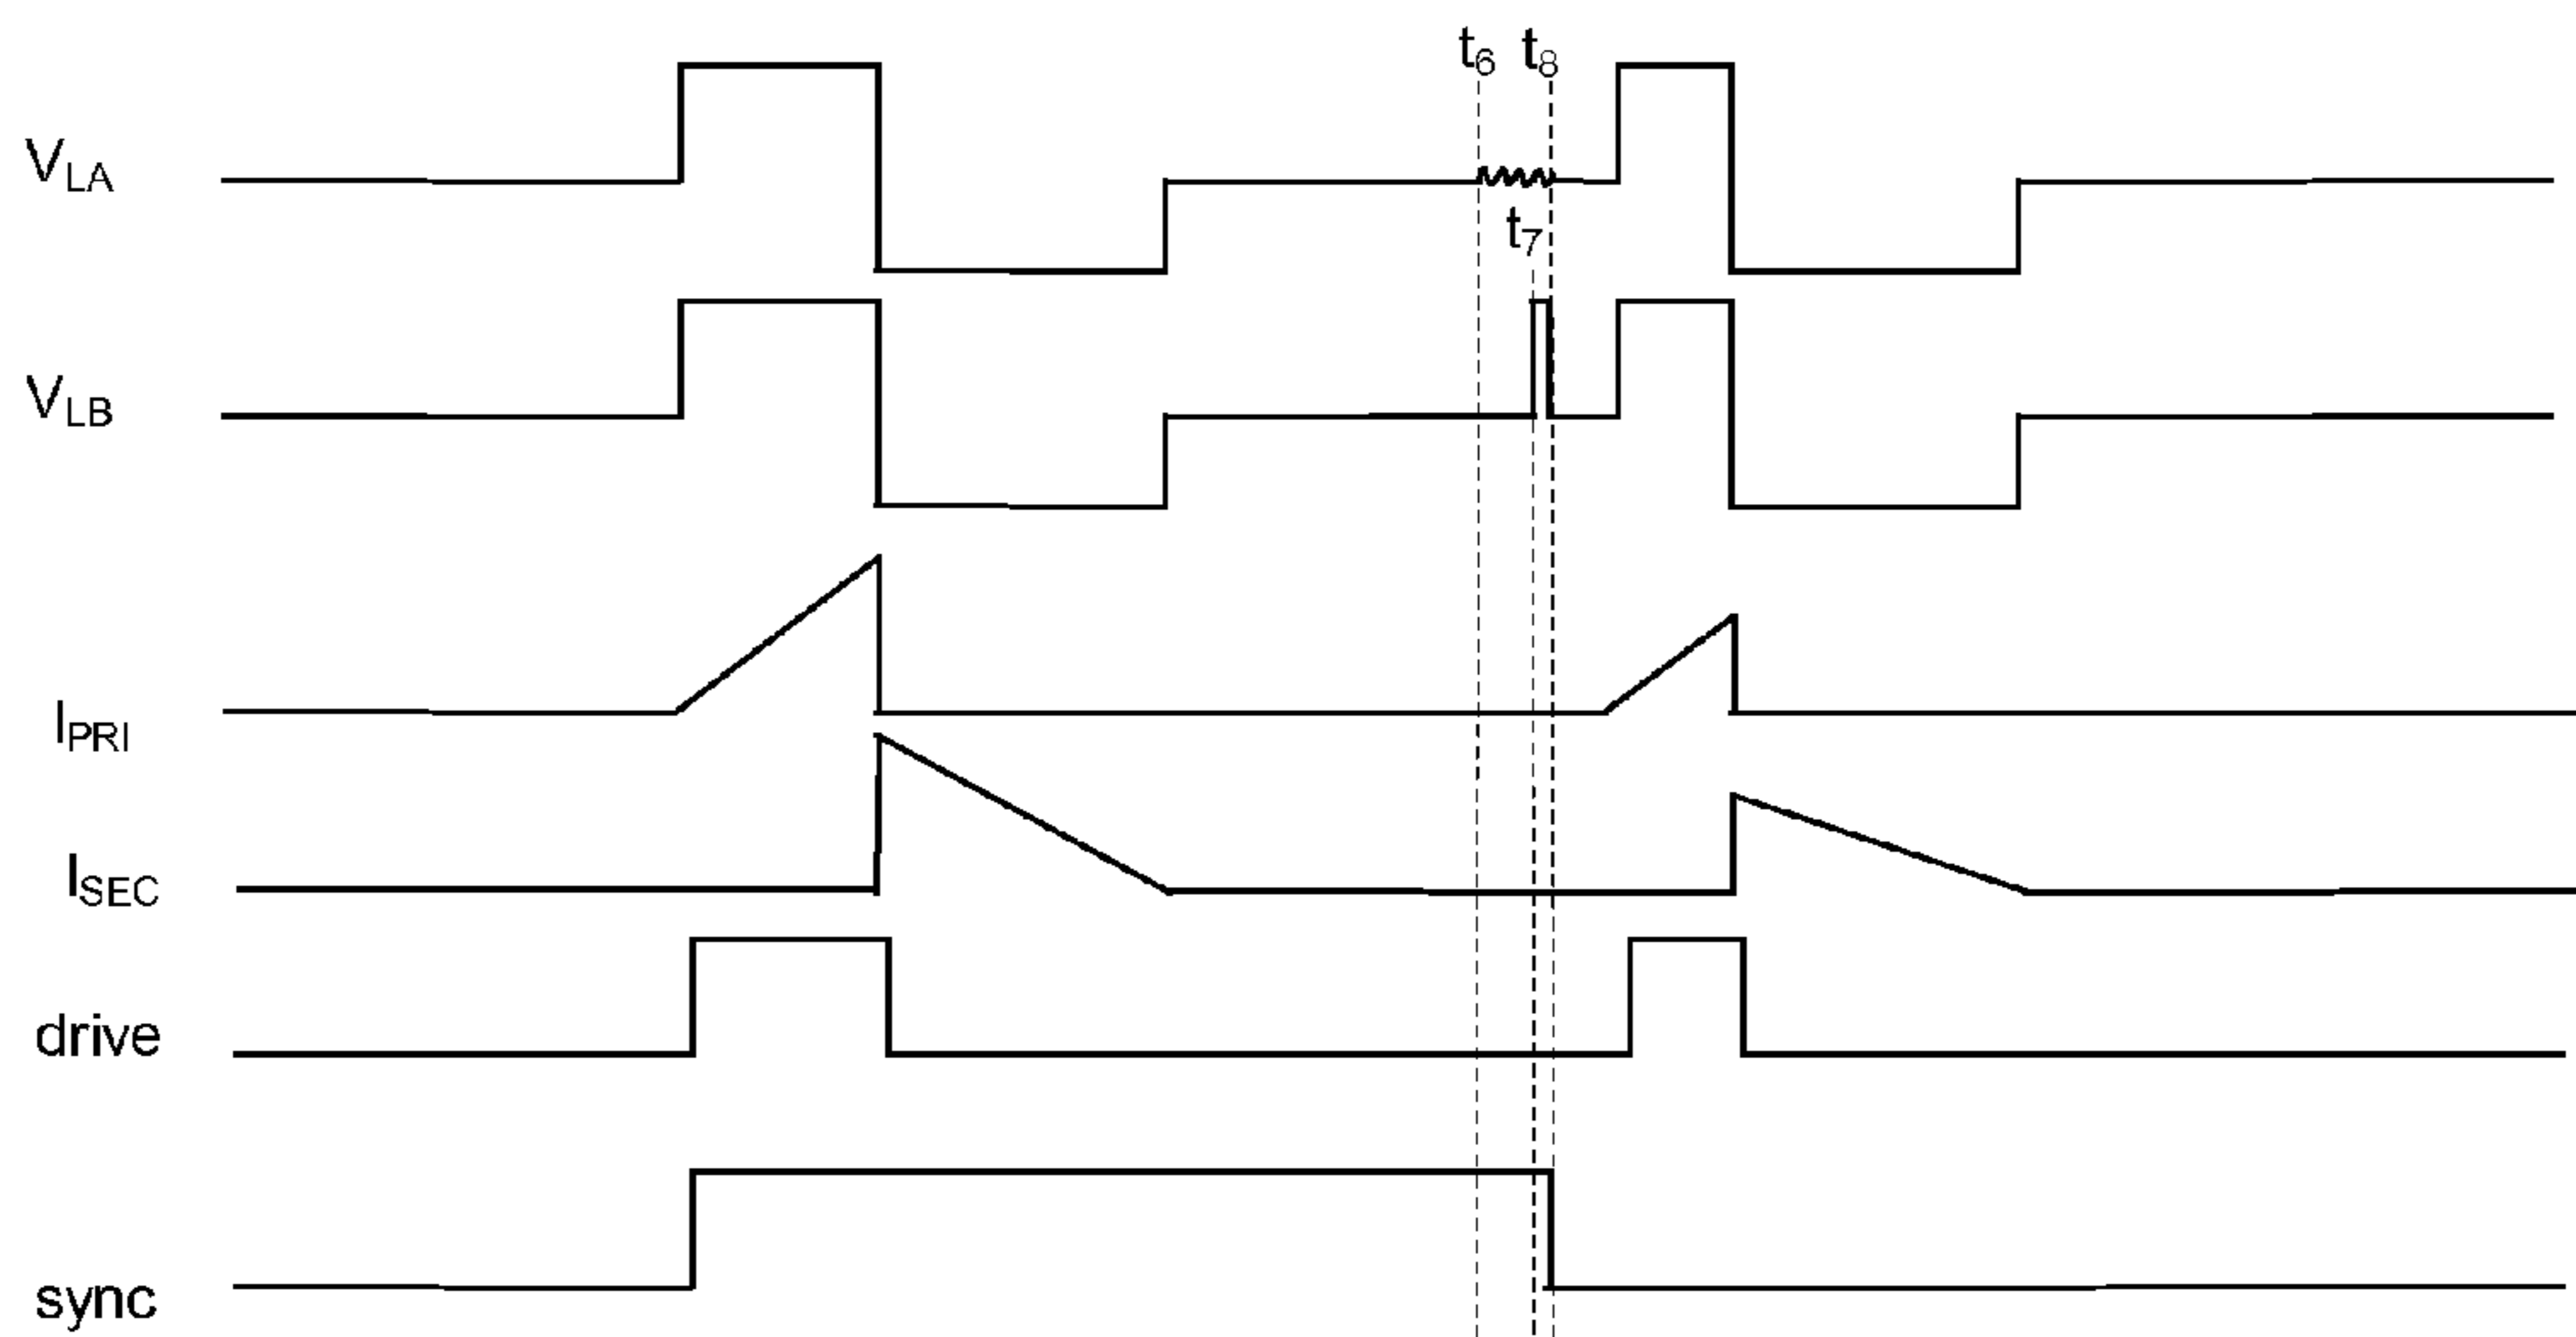 t6 t8
VLA
t7
VLB
IPRI
ISEC
drive
sync